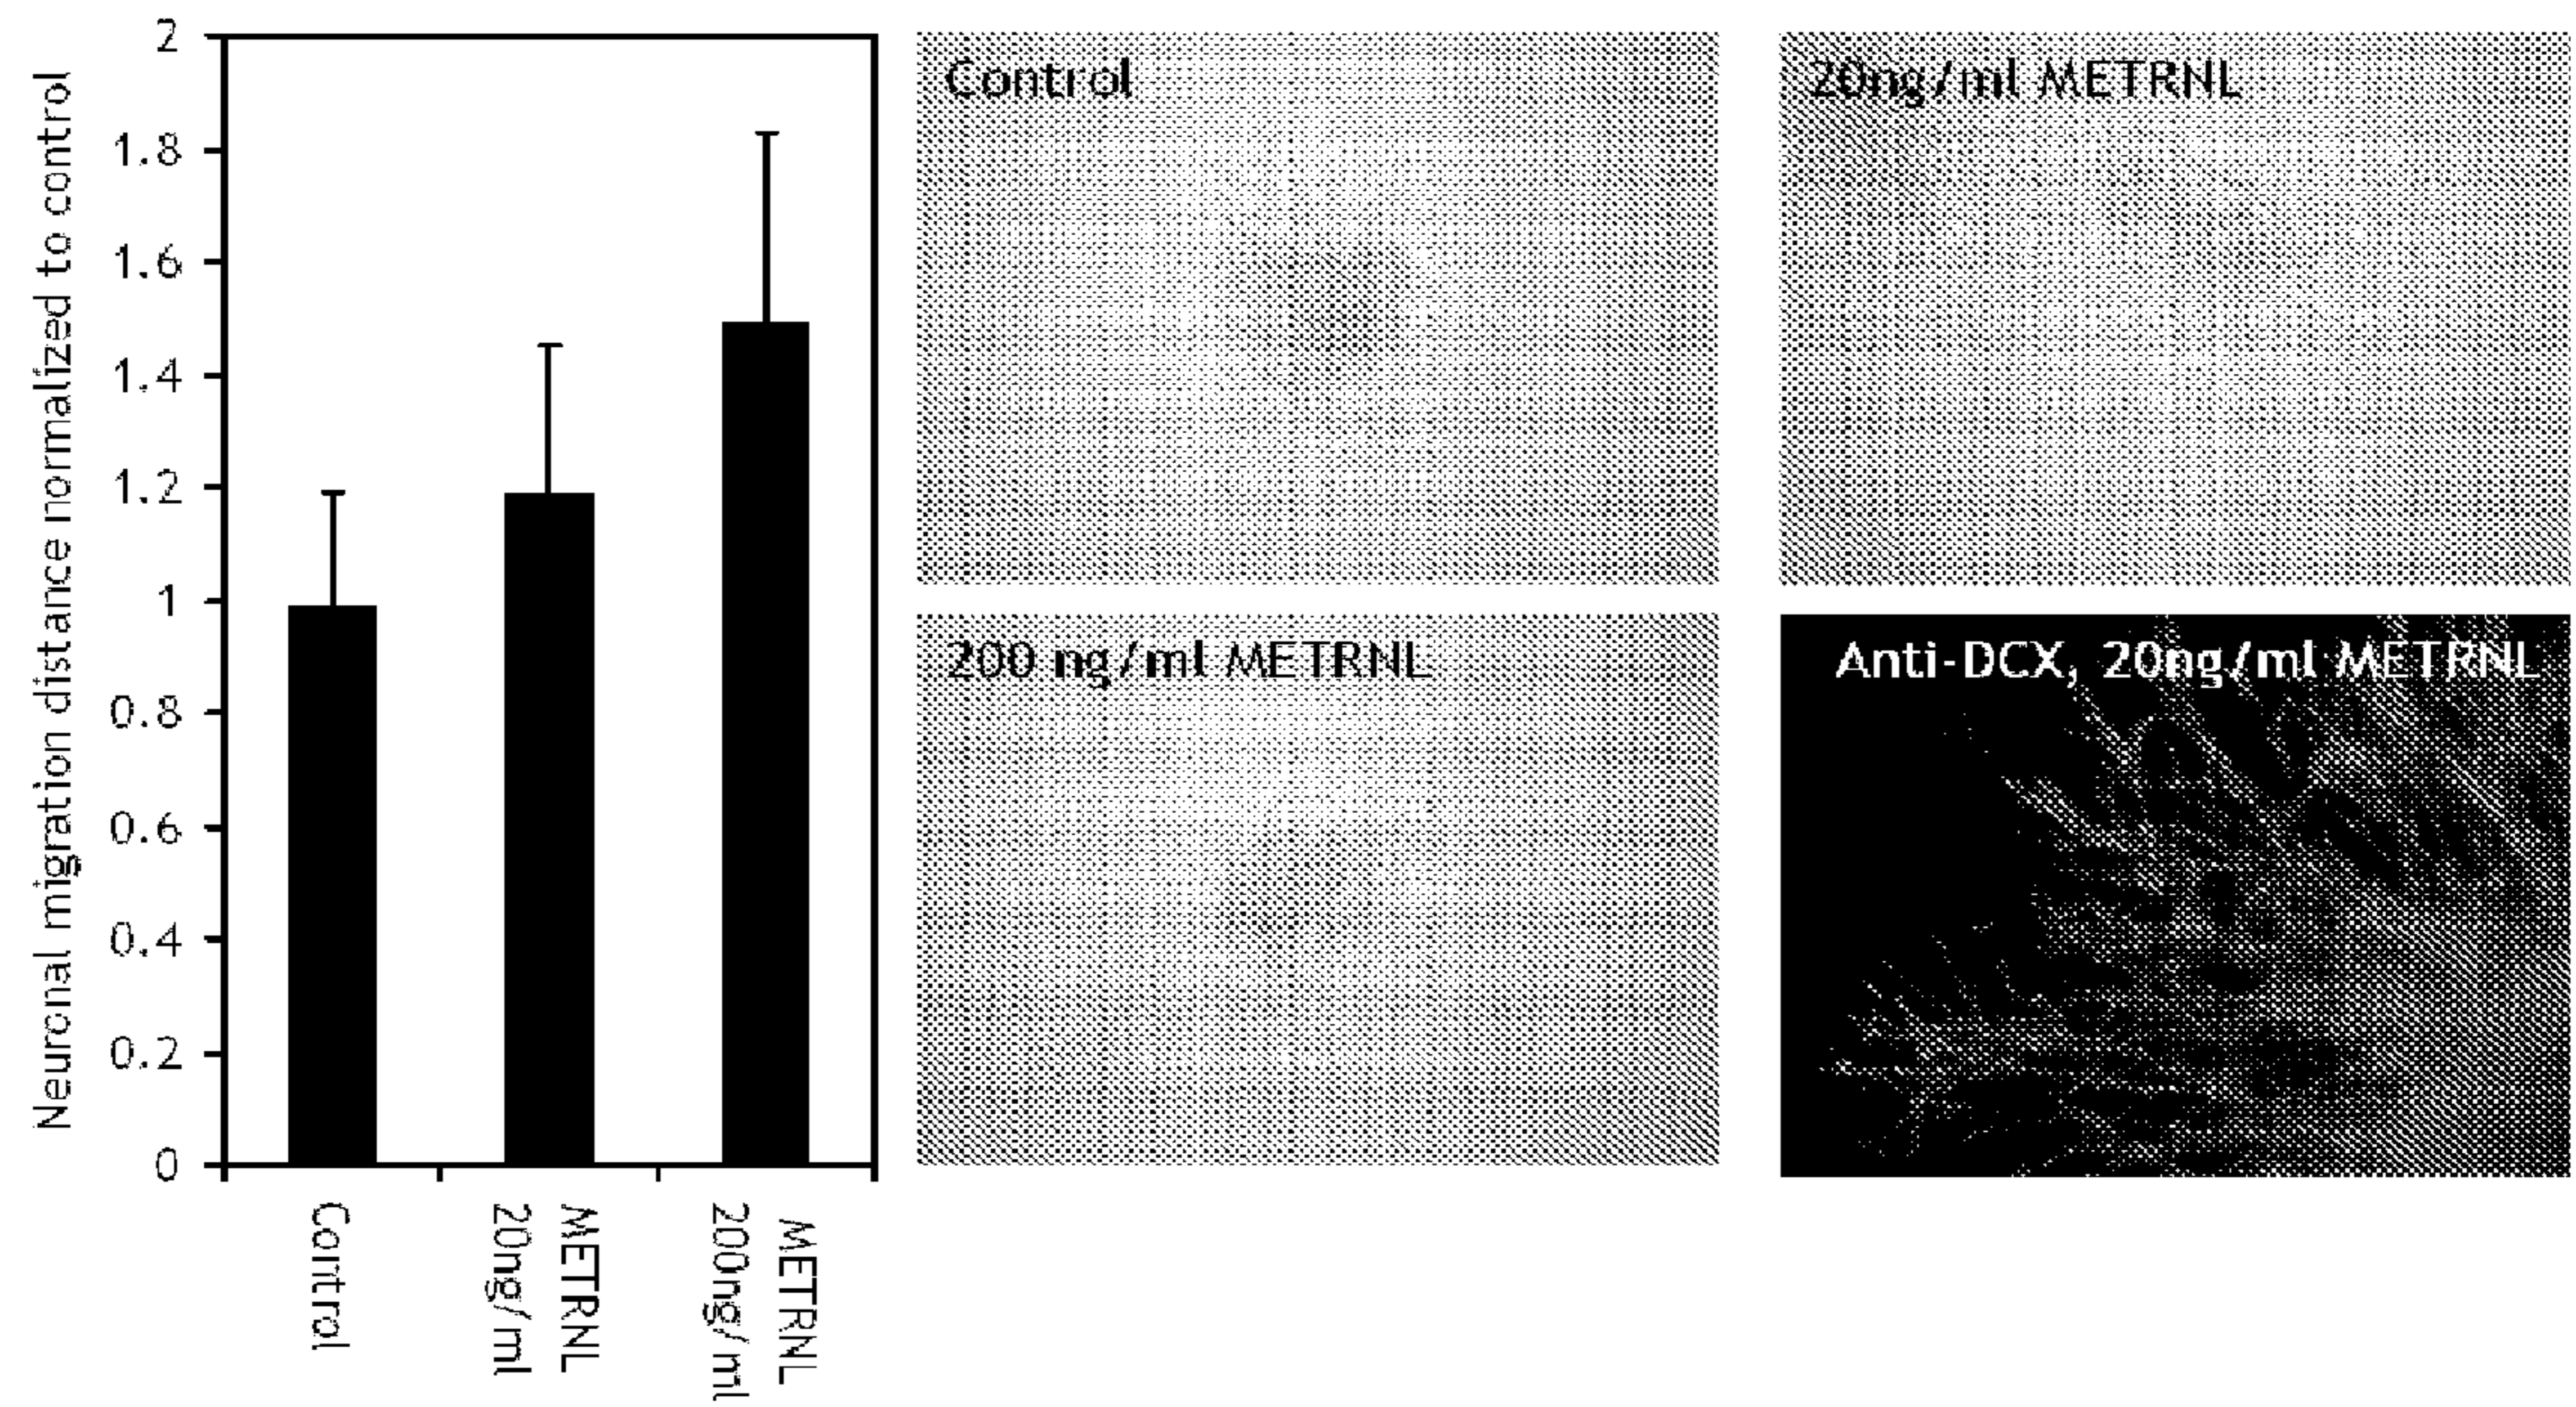 Neuronal migration distance normalized to control
2
1.8
1.6
1.4
1.2
1
0.8
0.6
0.4
0.2
0
Control
METRNL
20ng/ml
METRNL
200ng/ml
Control
20ng/ml METRNL
200 ng/ml METRNL
Anti-DCX, 20ng/ml METRNL